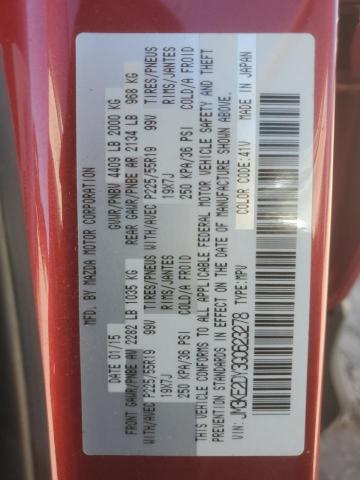 MFD. BY MAZDA MOTOR CORPORATION
DATE: 01/15 GVWR/PNBV 4409 LB 2000 KG
FRONT GAWR/PNBE AV 2282 LB 1035 KG REAR GAWR/PNBE AR 2134 LB 968 KG
WITH/AVEC P225/55R19 99V TIRES/PNEUS WITH/AVEC P225/55R19 99V TIRES/PNEUS
19X7J RIMS/JANTES 19X7J RIMS/JANTES
250 KPA/36 PSI COLD/A FROID 250 KPA/36 PSI COLD/A FROID
THIS VEHICLE CONFORMS TO ALL APPLICABLE FEDERAL MOTOR VEHICLE SAFETY AND THEFT
PREVENTION STANDARDS IN EFFECT ON THE DATE OF MANUFACTURE SHOWN ABOVE.
VIN: JM3KE2DY3G0623278 TYPE: MPV COLOR CODE: 41V MADE IN JAPAN